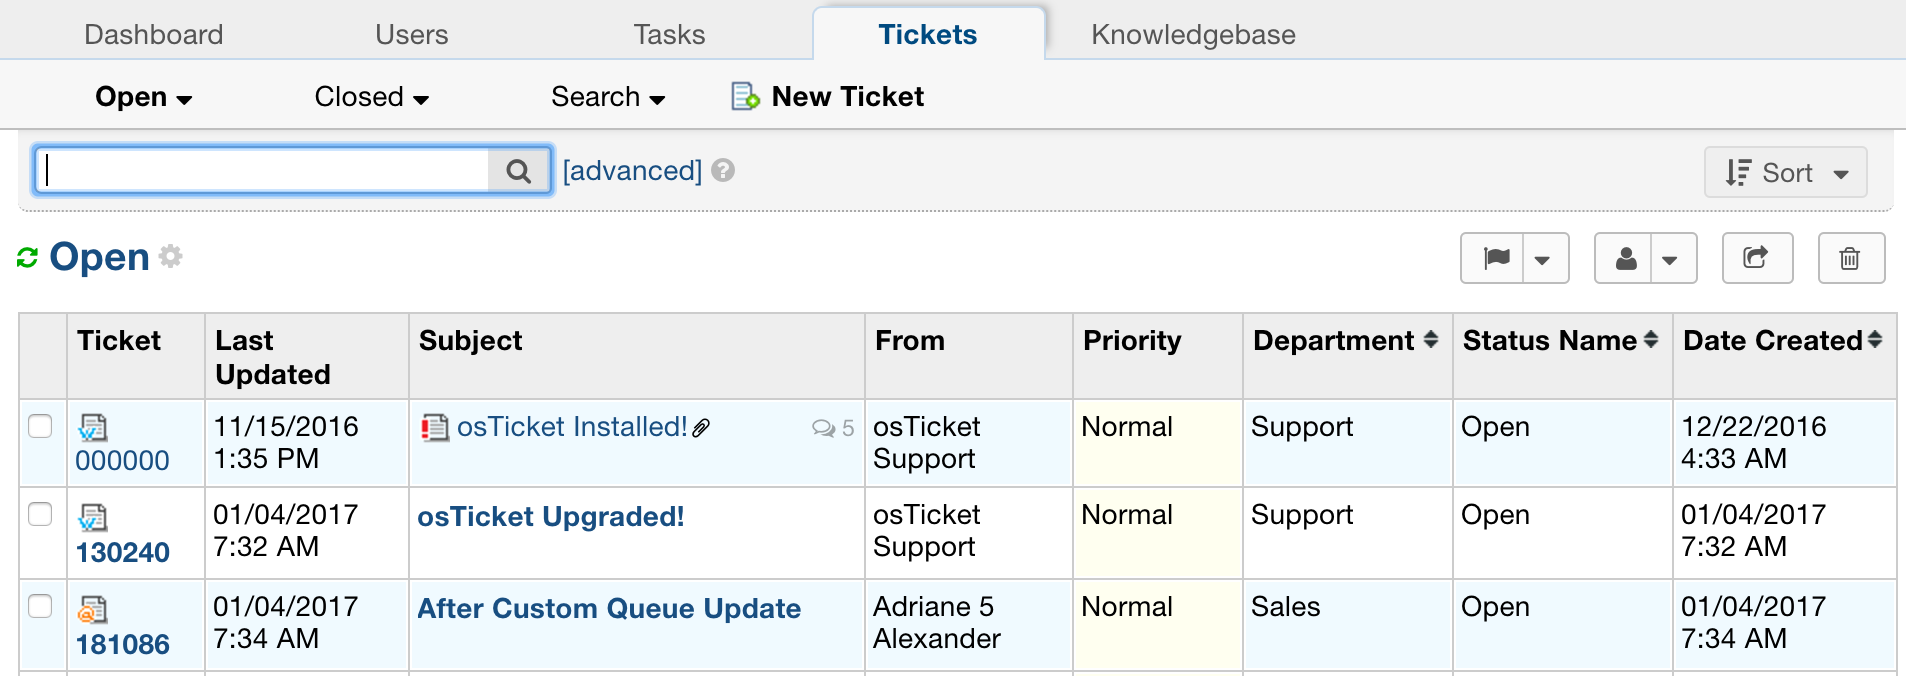 Dashboard Users Tasks Tickets Knowledgebase
Open Closed Search New Ticket
[advanced] ? Sort
Open
Ticket Last Updated Subject From Priority Department Status Name Date Created
000000 11/15/2016 1:35 PM osTicket Installed! 5 osTicket Support Normal Support Open 12/22/2016 4:33 AM
130240 01/04/2017 7:32 AM osTicket Upgraded! osTicket Support Normal Support Open 01/04/2017 7:32 AM
181086 01/04/2017 7:34 AM After Custom Queue Update Adriane 5 Alexander Normal Sales Open 01/04/2017 7:34 AM